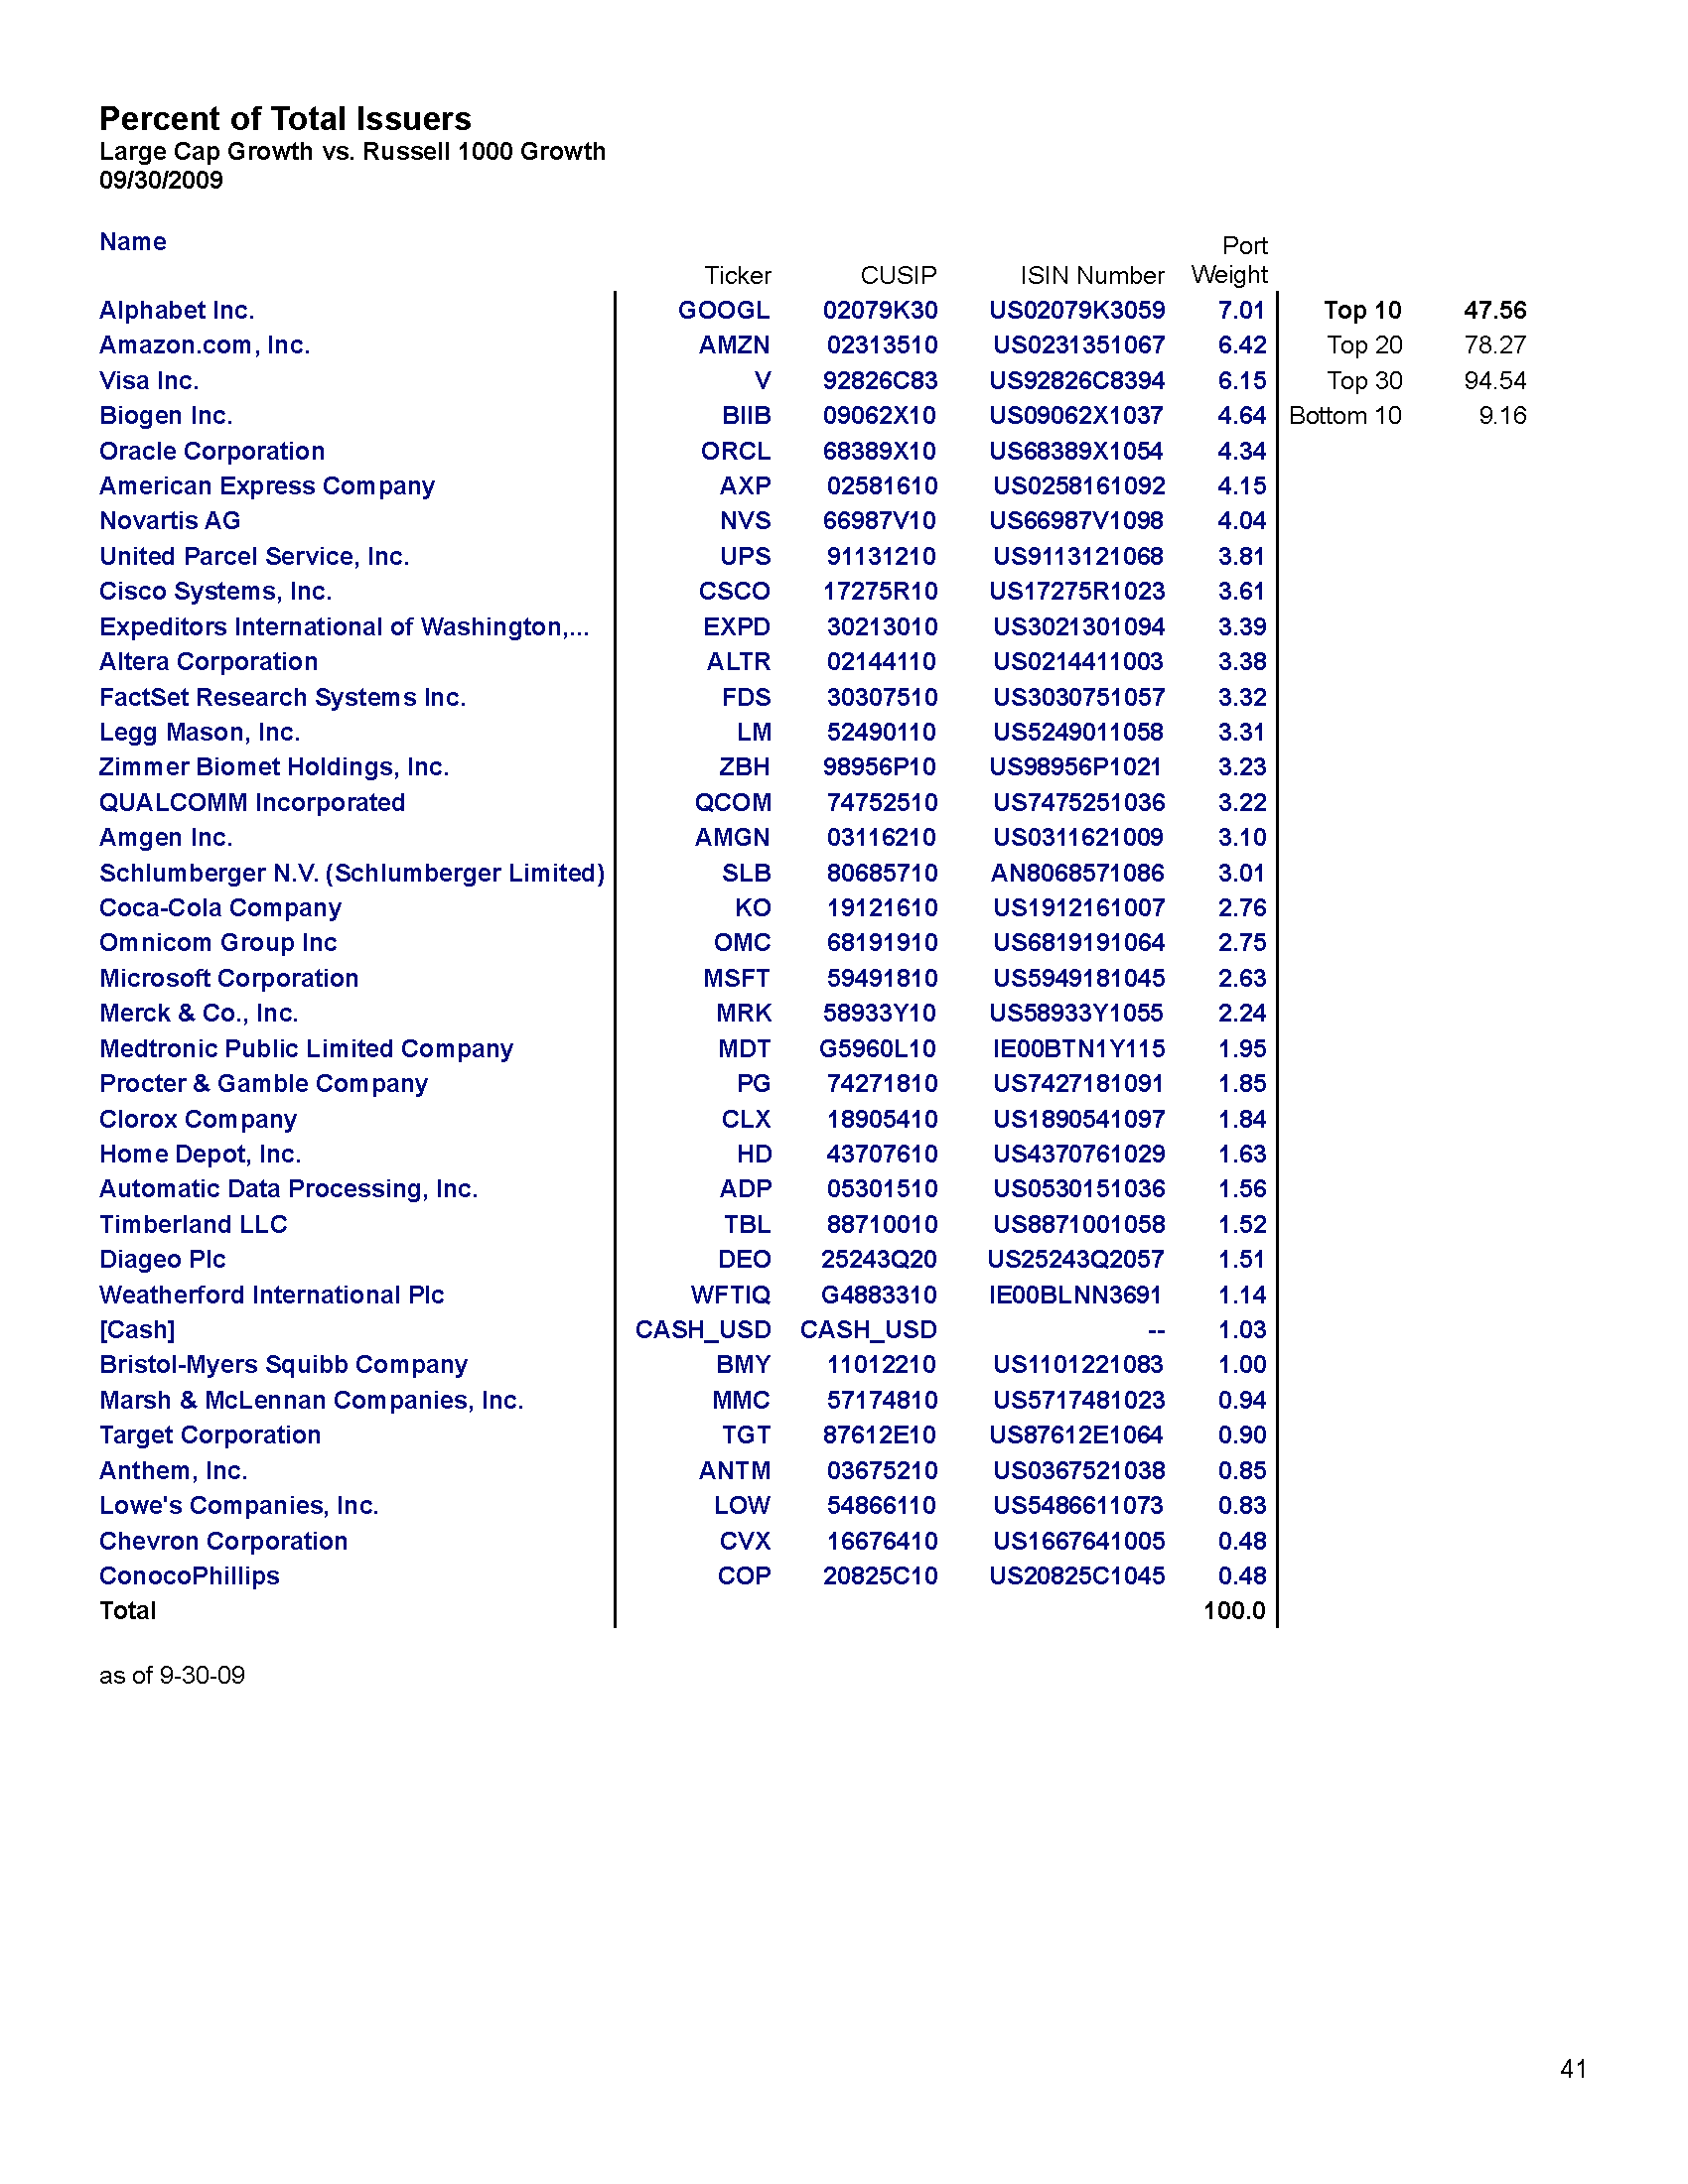 Percent of Total Issuers
Large Cap Growth vs. Russell 1000 Growth
09/30/2009
Name Ticker CUSIP ISIN Number Port Weight
Alphabet Inc. GOOGL 02079K30 US02079K3059 7.01 Top 10 47.56
Amazon.com, Inc. AMZN 02313510 US0231351067 6.42 Top 20 78.27
Visa Inc. V 92826C83 US92826C8394 6.15 Top 30 94.54
Biogen Inc. BIIB 09062X10 US09062X1037 4.64 Bottom 10 9.16
Oracle Corporation ORCL 68389X10 US68389X1054 4.34
American Express Company AXP 02581610 US0258161092 4.15
Novartis AG NVS 66987V10 US66987V1098 4.04
United Parcel Service, Inc. UPS 91131210 US9113121068 3.81
Cisco Systems, Inc. CSCO 17275R10 US17275R1023 3.61
Expeditors International of Washington,... EXPD 30213010 US3021301094 3.39
Altera Corporation ALTR 02144110 US0214411003 3.38
FactSet Research Systems Inc. FDS 30307510 US3030751057 3.32
Legg Mason, Inc. LM 52490110 US5249011058 3.31
Zimmer Biomet Holdings, Inc. ZBH 98956P10 US98956P1021 3.23
QUALCOMM Incorporated QCOM 74752510 US7475251036 3.22
Amgen Inc. AMGN 03116210 US0311621009 3.10
Schlumberger N.V. (Schlumberger Limited) SLB 80685710 AN8068571086 3.01
Coca-Cola Company KO 19121610 US1912161007 2.76
Omnicom Group Inc OMC 68191910 US6819191064 2.75
Microsoft Corporation MSFT 59491810 US5949181045 2.63
Merck & Co., Inc. MRK 58933Y10 US58933Y1055 2.24
Medtronic Public Limited Company MDT G5960L10 IE00BTN1Y115 1.95
Procter & Gamble Company PG 74271810 US7427181091 1.85
Clorox Company CLX 18905410 US1890541097 1.84
Home Depot, Inc. HD 43707610 US4370761029 1.63
Automatic Data Processing, Inc. ADP 05301510 US0530151036 1.56
Timberland LLC TBL 88710010 US8871001058 1.52
Diageo Plc DEO 25243Q20 US25243Q2057 1.51
Weatherford International Plc WFTIQ G4883310 IE00BLNN3691 1.14
[Cash] CASH_USD CASH_USD -- 1.03
Bristol-Myers Squibb Company BMY 11012210 US1101221083 1.00
Marsh & McLennan Companies, Inc. MMC 57174810 US5717481023 0.94
Target Corporation TGT 87612E10 US87612E1064 0.90
Anthem, Inc. ANTM 03675210 US0367521038 0.85
Lowe's Companies, Inc. LOW 54866110 US5486611073 0.83
Chevron Corporation CVX 16676410 US1667641005 0.48
ConocoPhillips COP 20825C10 US20825C1045 0.48
Total 100.0
as of 9-30-09
41